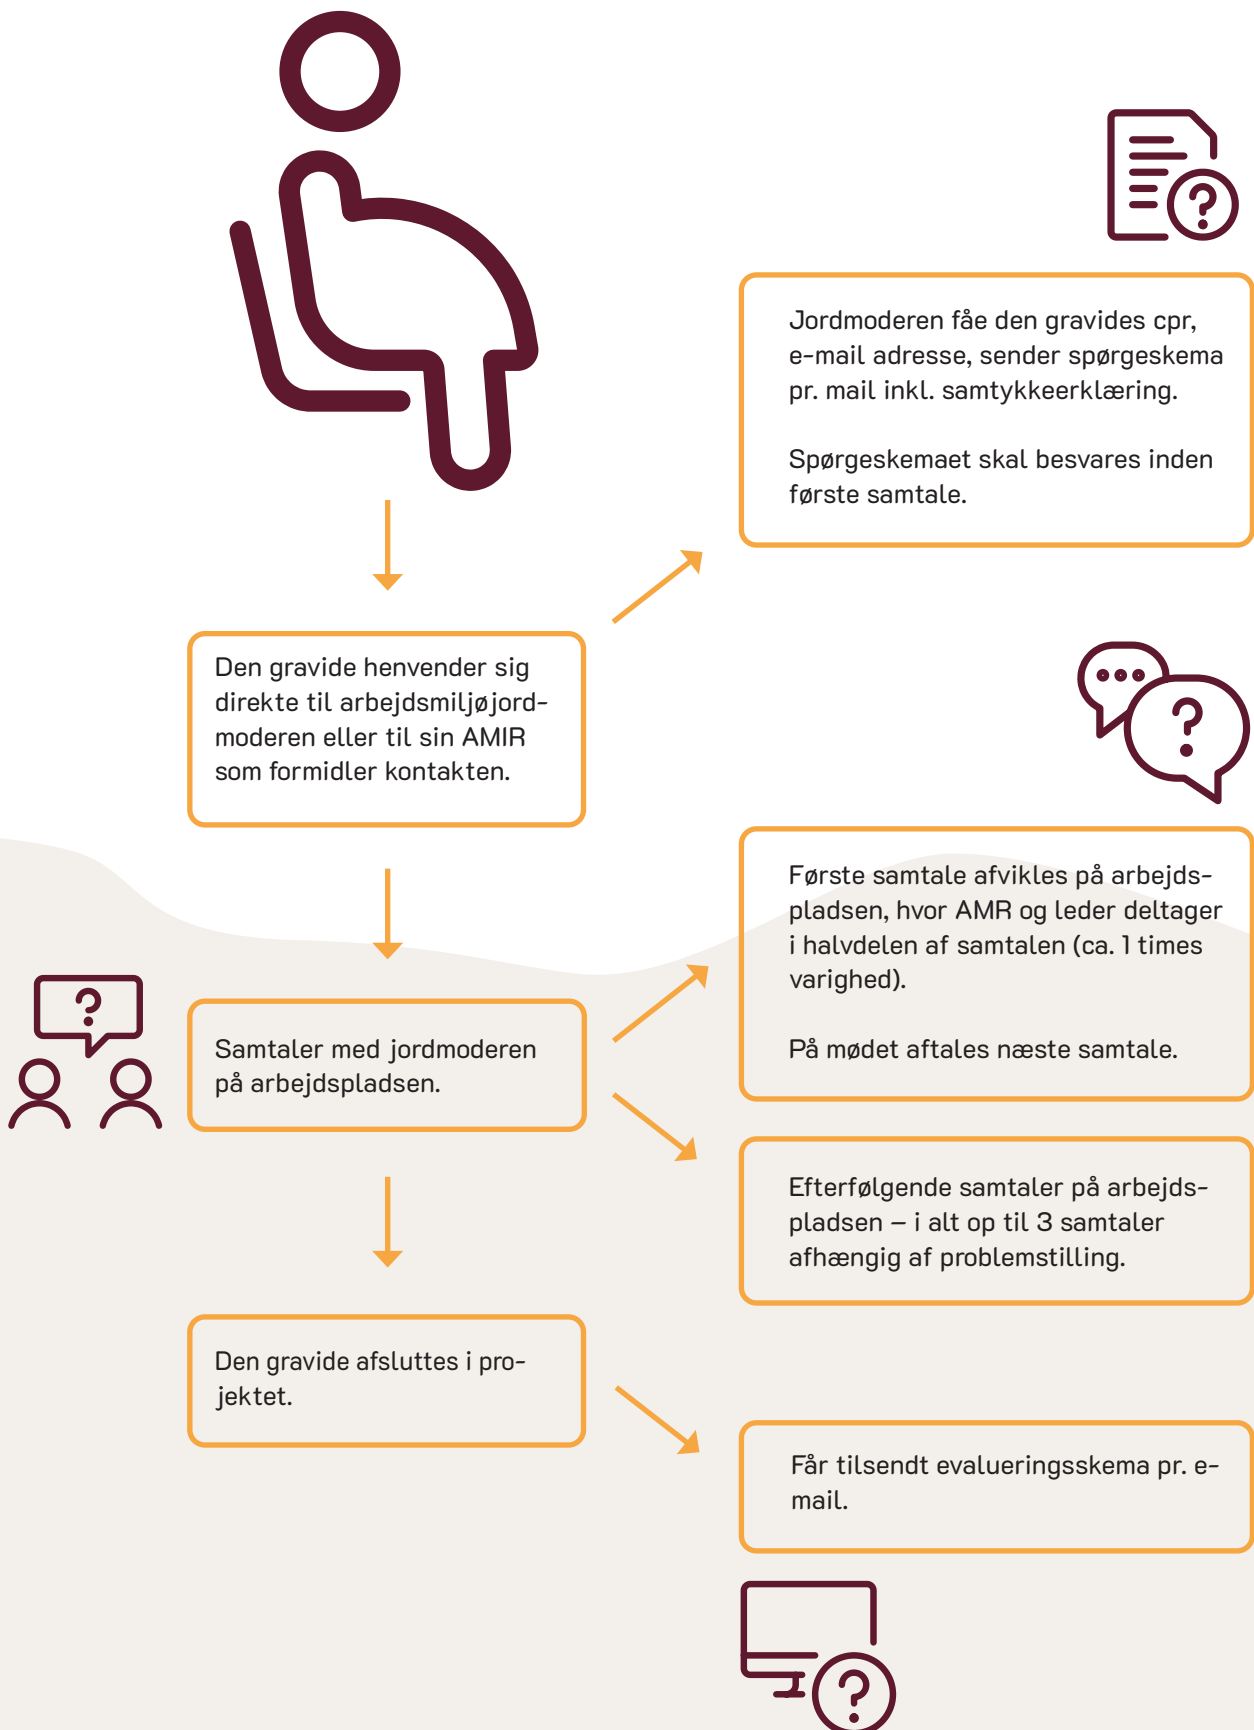 Jordmoderen fåe den gravides cpr,
e-mail adresse, sender spørgeskema
pr. mail inkl. samtykkeerklæring.
Spørgeskemaet skal besvares inden
første samtale.
Den gravide henvender sig
direkte til arbejdsmiljøjord-
moderen eller til sin AMIR
som formidler kontakten.
Første samtale afvikles på arbejds-
pladsen, hvor AMR og leder deltager
i halvdelen af samtalen (ca. 1 times
varighed).
På mødet aftales næste samtale.
Samtaler med jordmoderen
på arbejdspladsen.
Efterfølgende samtaler på arbejds-
pladsen – i alt op til 3 samtaler
afhængig af problemstilling.
Den gravide afsluttes i pro-
jektet.
Får tilsendt evalueringsskema pr. e-
mail.